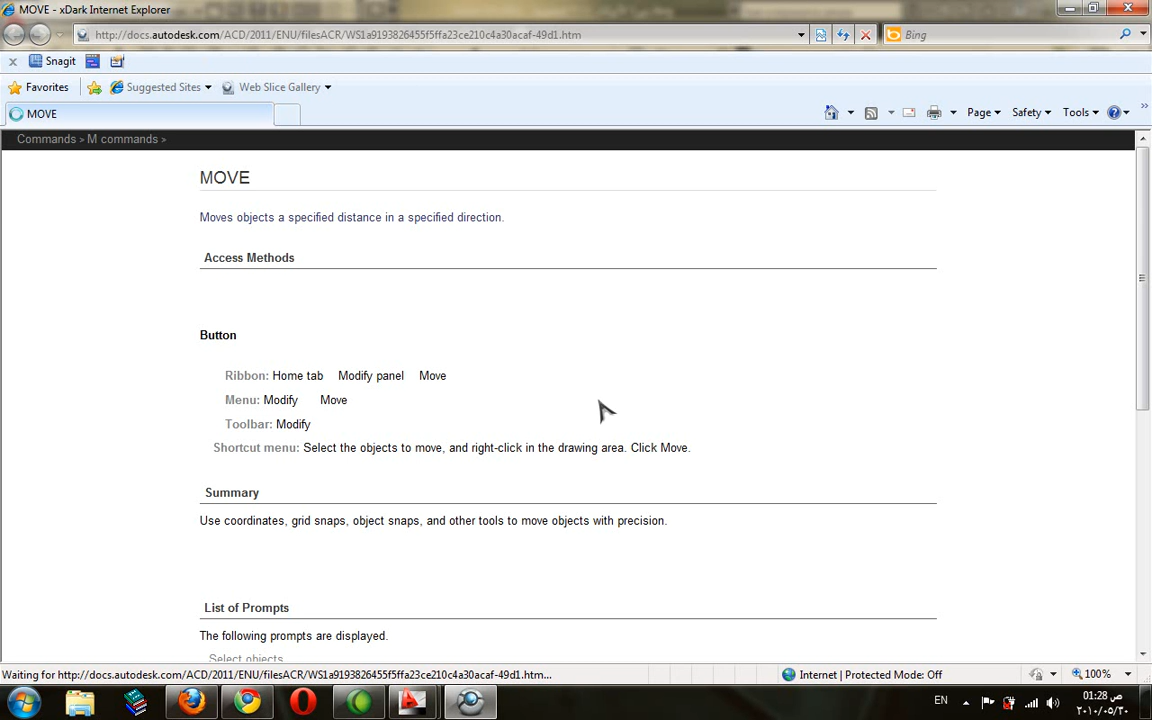 MOVE - xDark Internet Explorer
http://docs.autodesk.com/ACD/2011/ENU/filesACR/WS1a9193826455f5ffa23ce210c4a30acaf-49d1.htm
Bing
x Snagit
Favorites Suggested Sites Web Slice Gallery
MOVE
Page Safety Tools »
Commands > M commands >
MOVE
Moves objects a specified distance in a specified direction.
Access Methods
Button
Ribbon: Home tab Modify panel Move
Menu: Modify Move
Toolbar: Modify
Shortcut menu: Select the objects to move, and right-click in the drawing area. Click Move.
Summary
Use coordinates, grid snaps, object snaps, and other tools to move objects with precision.
List of Prompts
The following prompts are displayed.
Select objects
Waiting for http://docs.autodesk.com/ACD/2011/ENU/filesACR/WS1a9193826455f5ffa23ce210c4a30acaf-49d1.htm...
Internet | Protected Mode: Off
100%
EN
01:28 ص
٢٠١٠/٠٥/٣٠